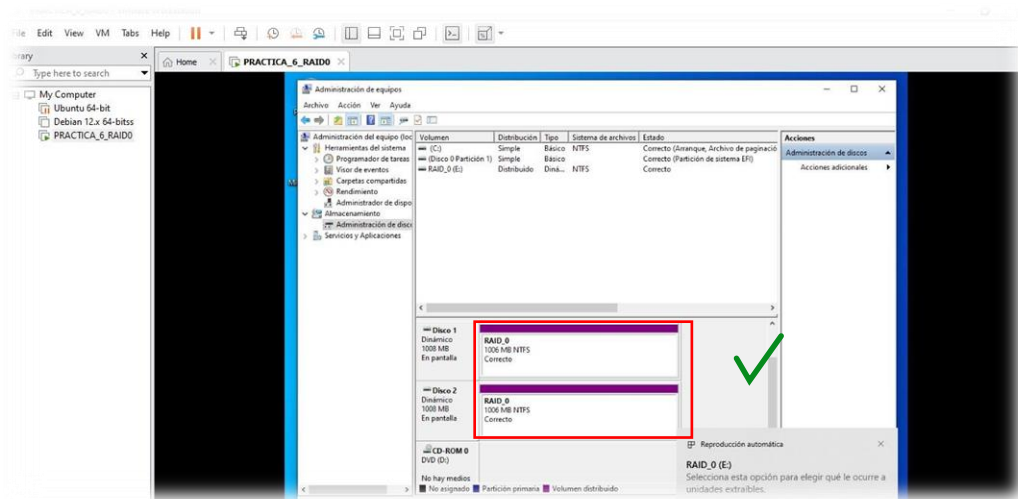 File Edit View VM Tabs Help
Library
Home
PRACTICA_6_RAID0
Type here to search
My Computer
Ubuntu 64-bit
Debian 12.x 64-bitss
PRACTICA_6_RAID0
Administración de equipos
Archivo Acción Ver Ayuda
Administración del equipo (loc
Herramientas del sistema
Programador de tareas
Visor de eventos
Carpetas compartidas
Rendimiento
Administrador de dispo
Almacenamiento
Administración de disco
Servicios y Aplicaciones
Volumen Distribución Tipo Sistema de archivos Estado
(C:) Simple Básico NTFS Correcto (Arranque, Archivo de paginació
(Disco 0 Partición 1) Simple Básico Correcto (Partición de sistema EFI)
RAID_0 (E:) Distribuido Diná... NTFS Correcto
Acciones
Administración de discos
Acciones adicionales
Disco 1
Dinámico
1008 MB
En pantalla
RAID_0
1006 MB NTFS
Correcto
Disco 2
Dinámico
1008 MB
En pantalla
RAID_0
1006 MB NTFS
Correcto
CD-ROM 0
DVD (D:)
No hay medios
No asignado Partición primaria Volumen distribuido
Reproducción automática
RAID_0 (E:)
Selecciona esta opción para elegir qué le ocurre a
unidades extraíbles.